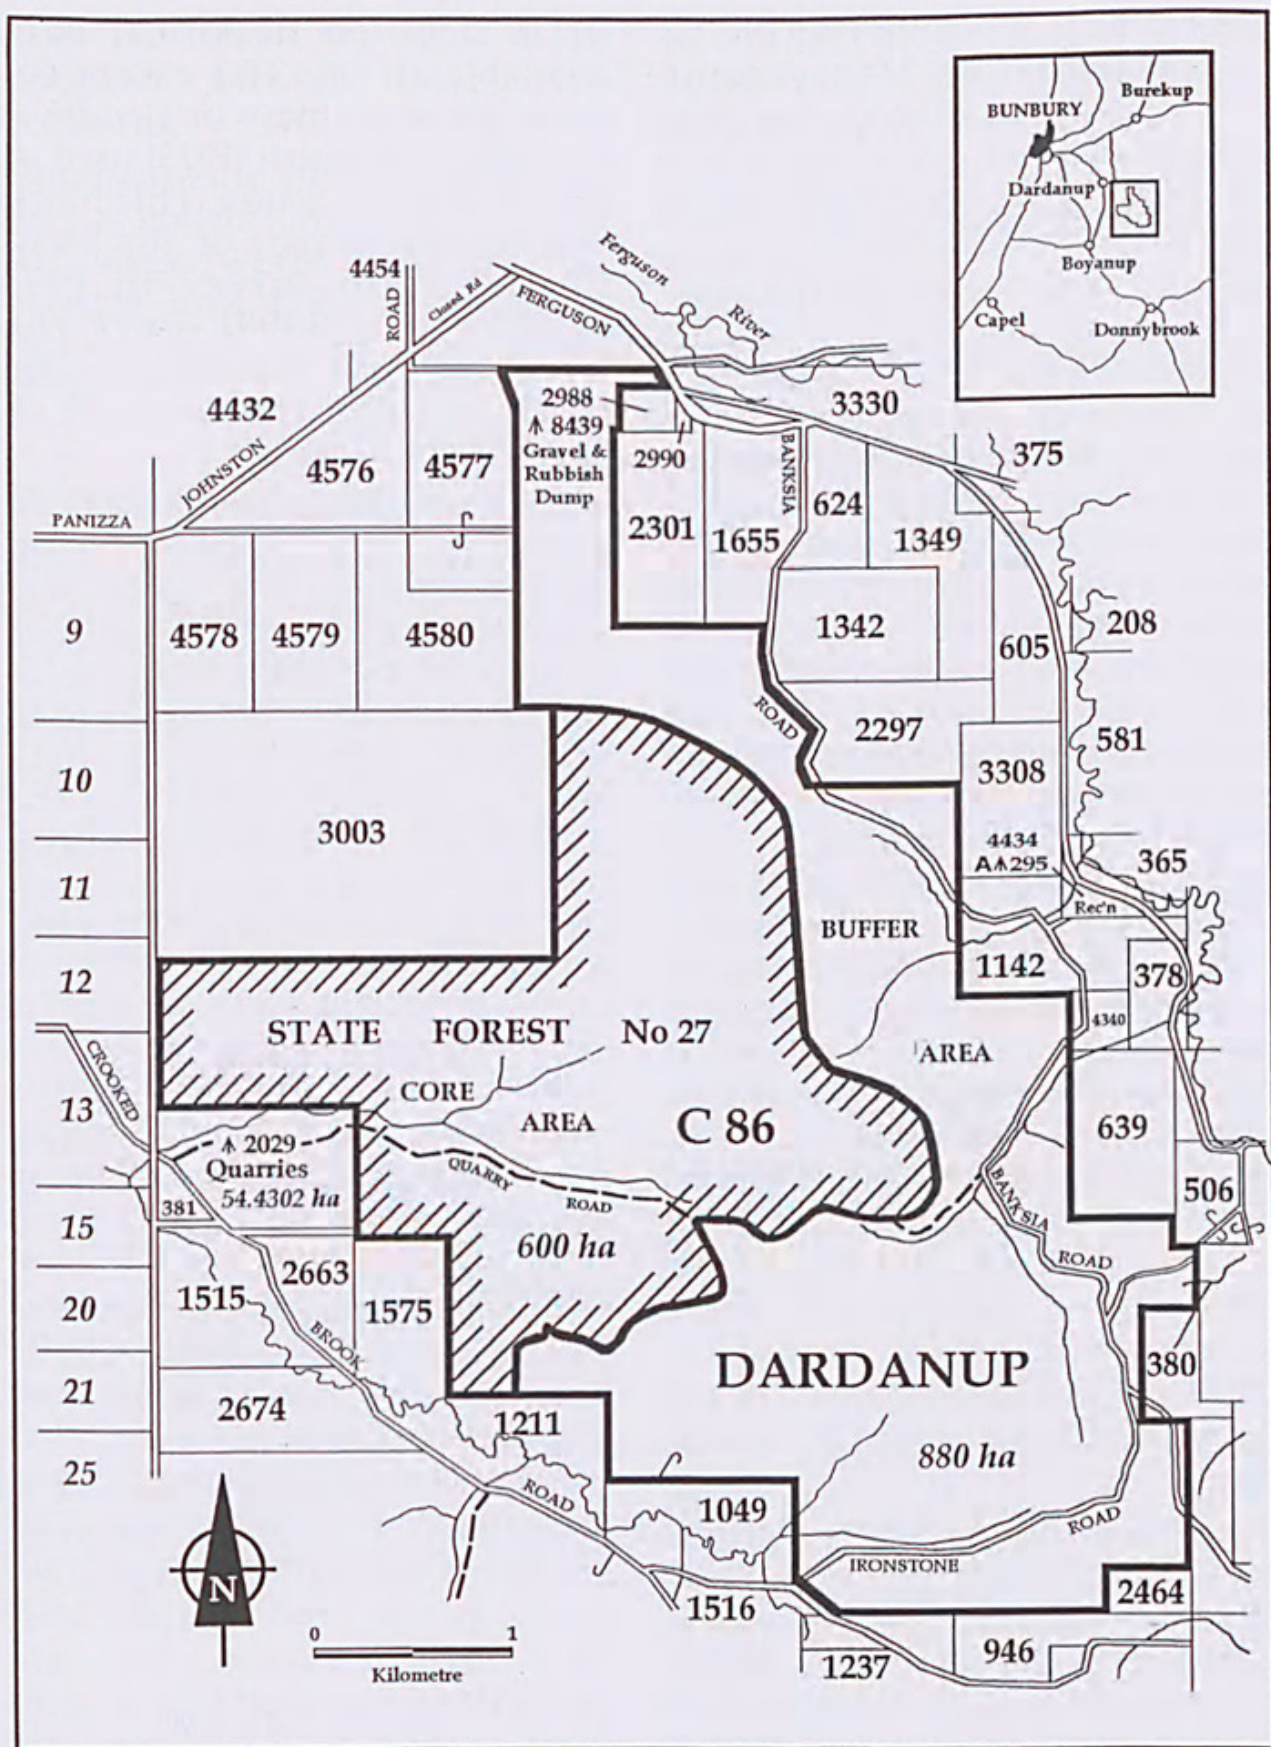 BUNBURY
Burekup
Dardanup
Boyanup
Capel
Donnybrook
4454
ROAD
Closed Rd
FERGUSON
Ferguson
River
4432
JOHNSTON
4576
4577
2988
8439
Gravel &
Rubbish
Dump
2990
3330
375
BANKSIA
624
2301
1655
1349
PANIZZA
9
4578
4579
4580
1342
605
208
ROAD
2297
581
3308
10
3003
4434
A 295
365
Rec'n
11
BUFFER
12
1142
378
4340
STATE FOREST No 27
AREA
CROOKED
CORE
13
AREA
C 86
639
2029
Quarries
54.4302 ha
QUARRY
ROAD
BANKSIA
506
381
15
600 ha
ROAD
2663
1515
1575
20
BROOK
380
DARDANUP
21
2674
1211
25
880 ha
ROAD
1049
ROAD
IRONSTONE
N
2464
1516
0 1
Kilometre
946
1237